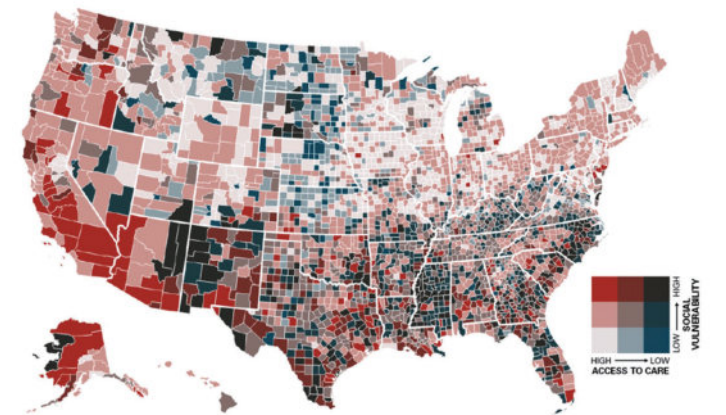 HIGH
SOCIAL
VULNERABILITY
LOW
HIGH LOW
ACCESS TO CARE